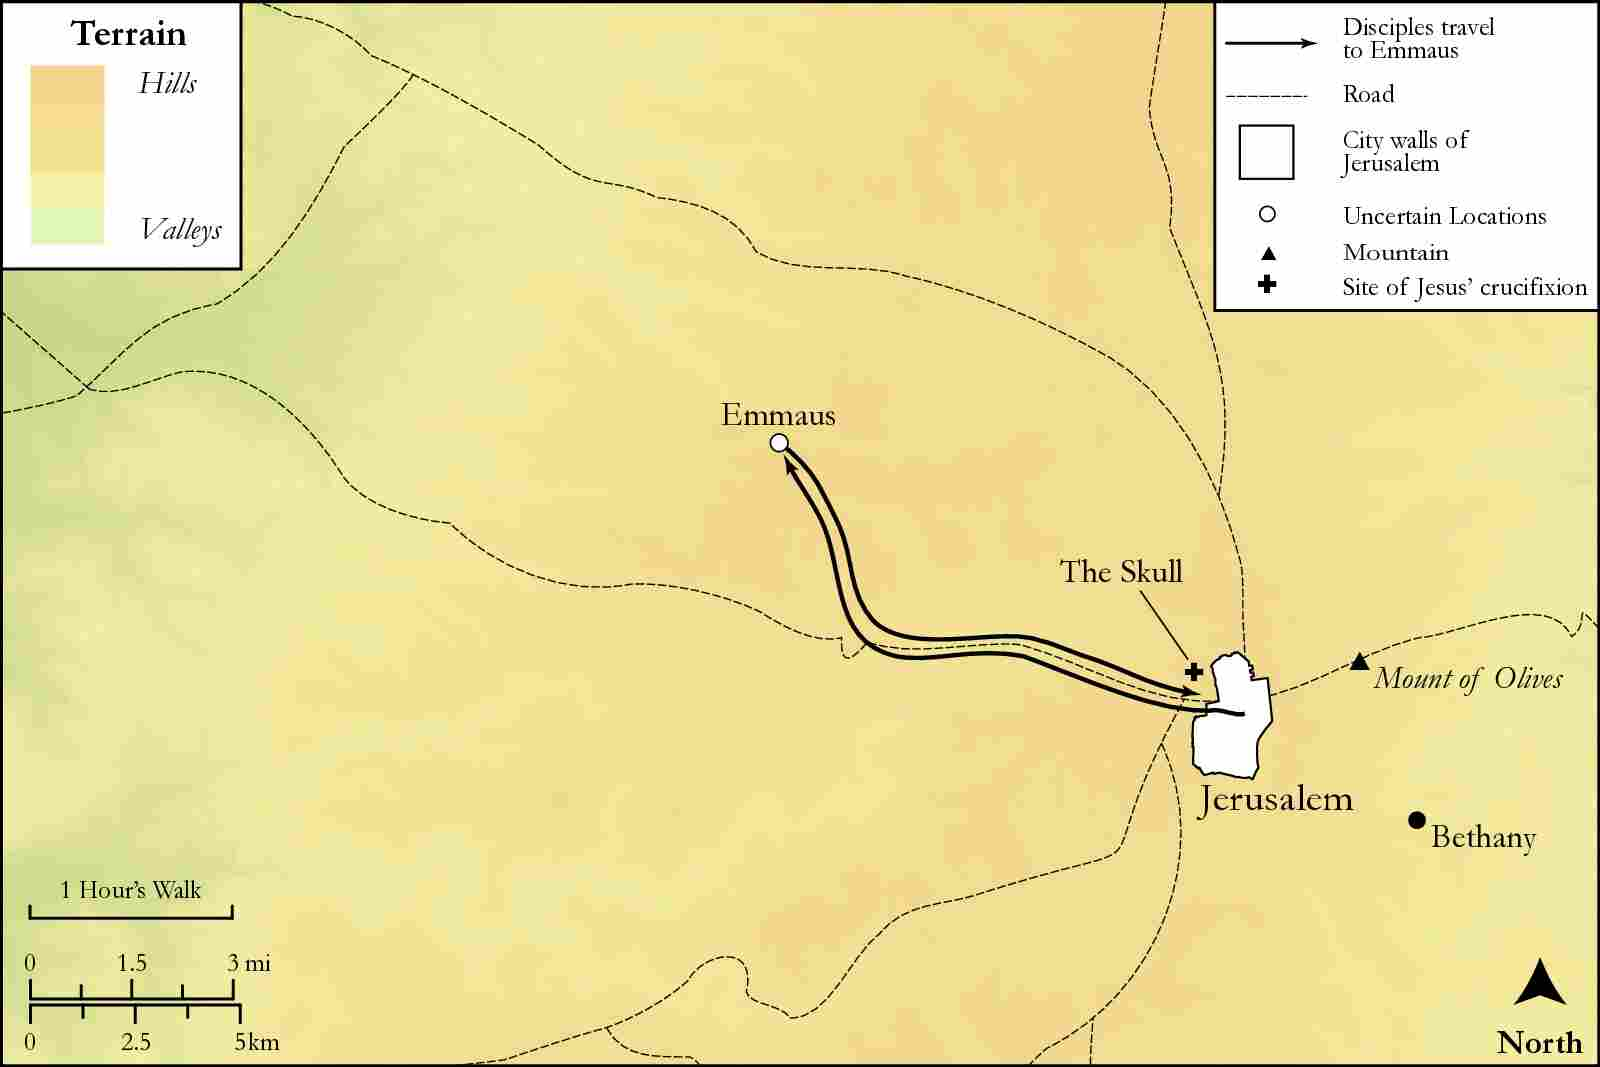 Terrain
Hills
Valleys
Disciples travel
to Emmaus
Road
City walls of
Jerusalem
Uncertain Locations
Mountain
Site of Jesus' crucifixion
Emmaus
The Skull
Mount of Olives
Jerusalem
Bethany
1 Hour's Walk
0 1.5 3 mi
0 2.5 5km
North